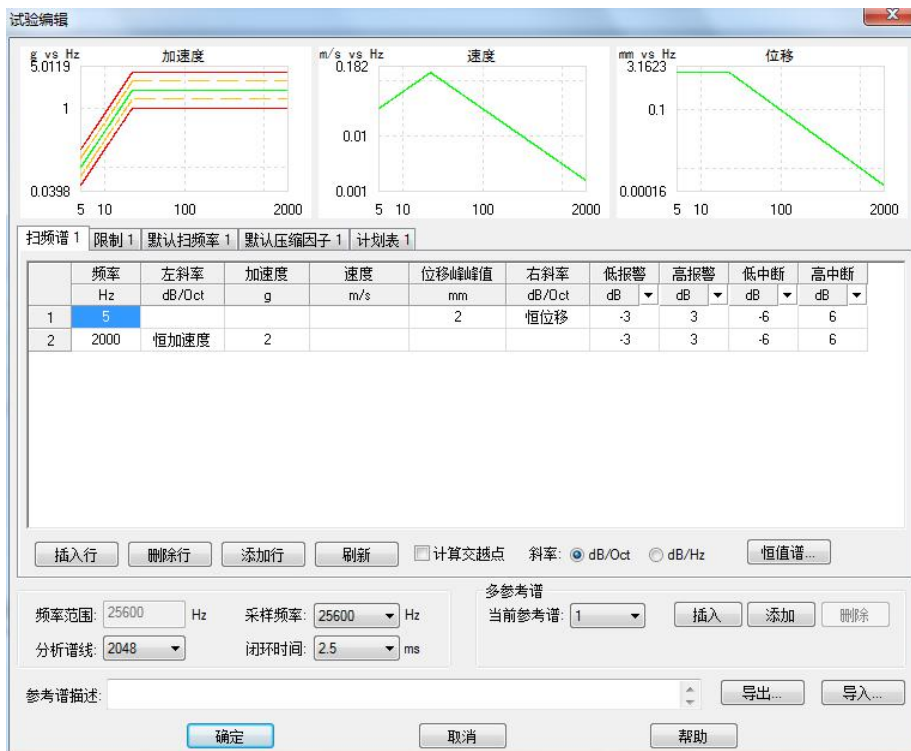 试验编辑
g vs Hz 加速度
5.0119
1
0.0398
5 10 100 2000
m/s vs Hz 速度
0.182
0.01
0.001
5 10 100 2000
mm vs Hz 位移
3.1623
0.1
0.00016
5 10 100 2000
扫频谱 1 限制 1 默认扫频率 1 默认压缩因子 1 计划表 1
频率 左斜率 加速度 速度 位移峰峰值 右斜率 低报警 高报警 低中断 高中断
Hz dB/Oct g m/s mm dB/Oct dB dB dB dB
1 5 2 恒位移 -3 3 -6 6
2 2000 恒加速度 2 -3 3 -6 6
插入行 删除行 添加行 刷新 计算交越点 斜率: dB/Oct dB/Hz 恒值谱...
频率范围: 25600 Hz 采样频率: 25600 Hz
分析谱线: 2048 闭环时间: 2.5 ms
多参考谱
当前参考谱: 1 插入 添加 删除
参考谱描述: 导出... 导入...
确定 取消 帮助